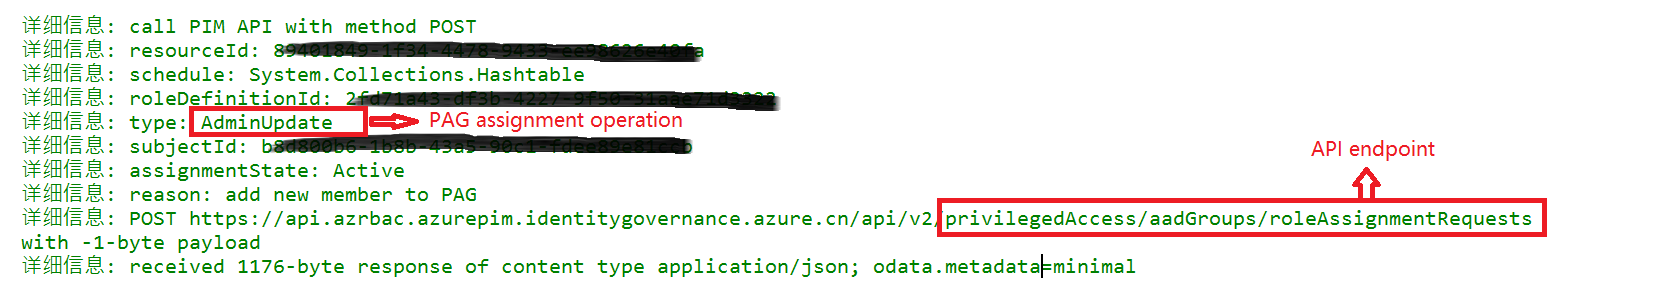 详细信息: call PIM API with method POST
详细信息: resourceId:
详细信息: schedule: System.Collections.Hashtable
详细信息: roleDefinitionId:
详细信息: type: AdminUpdate PAG assignment operation
详细信息: subjectId:
API endpoint
详细信息: assignmentState: Active
详细信息: reason: add new member to PAG
详细信息: POST https://api.azrbac.azurepim.identitygovernance.azure.cn/api/v2/privilegedAccess/aadGroups/roleAssignmentRequests
with -1-byte payload
详细信息: received 1176-byte response of content type application/json; odata.metadata=minimal